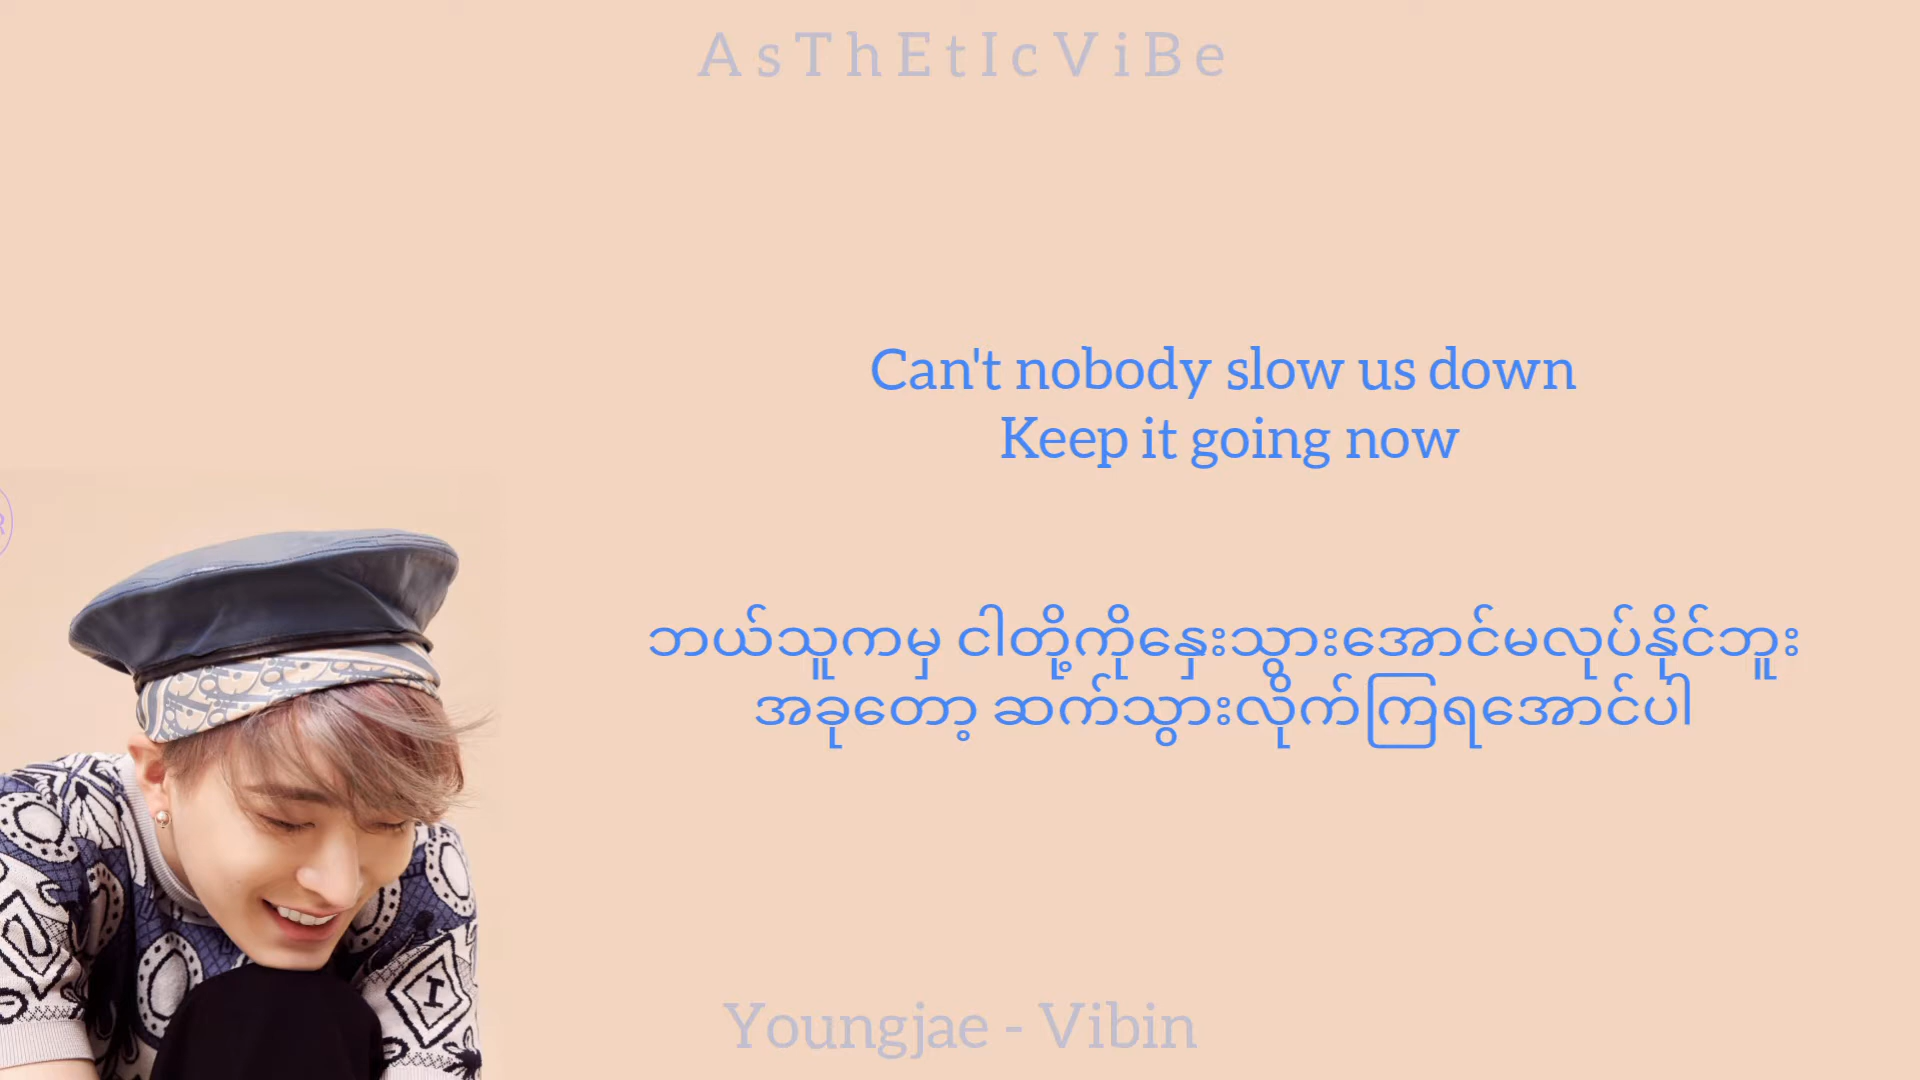 AsThEtIcViBe
Can't nobody slow us down
Keep it going now
ဘယ်သူကမှ ငါတို့ကိုနှေးသွားအောင်မလုပ်နိုင်ဘူး
အခုတော့ ဆက်သွားလိုက်ကြရအောင်ပါ
I
Youngjae - Vibin